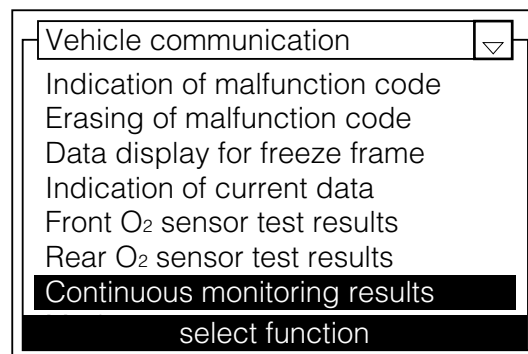 Vehicle communication
Indication of malfunction code
Erasing of malfunction code
Data display for freeze frame
Indication of current data
Front O₂ sensor test results
Rear O₂ sensor test results
Continuous monitoring results
select function